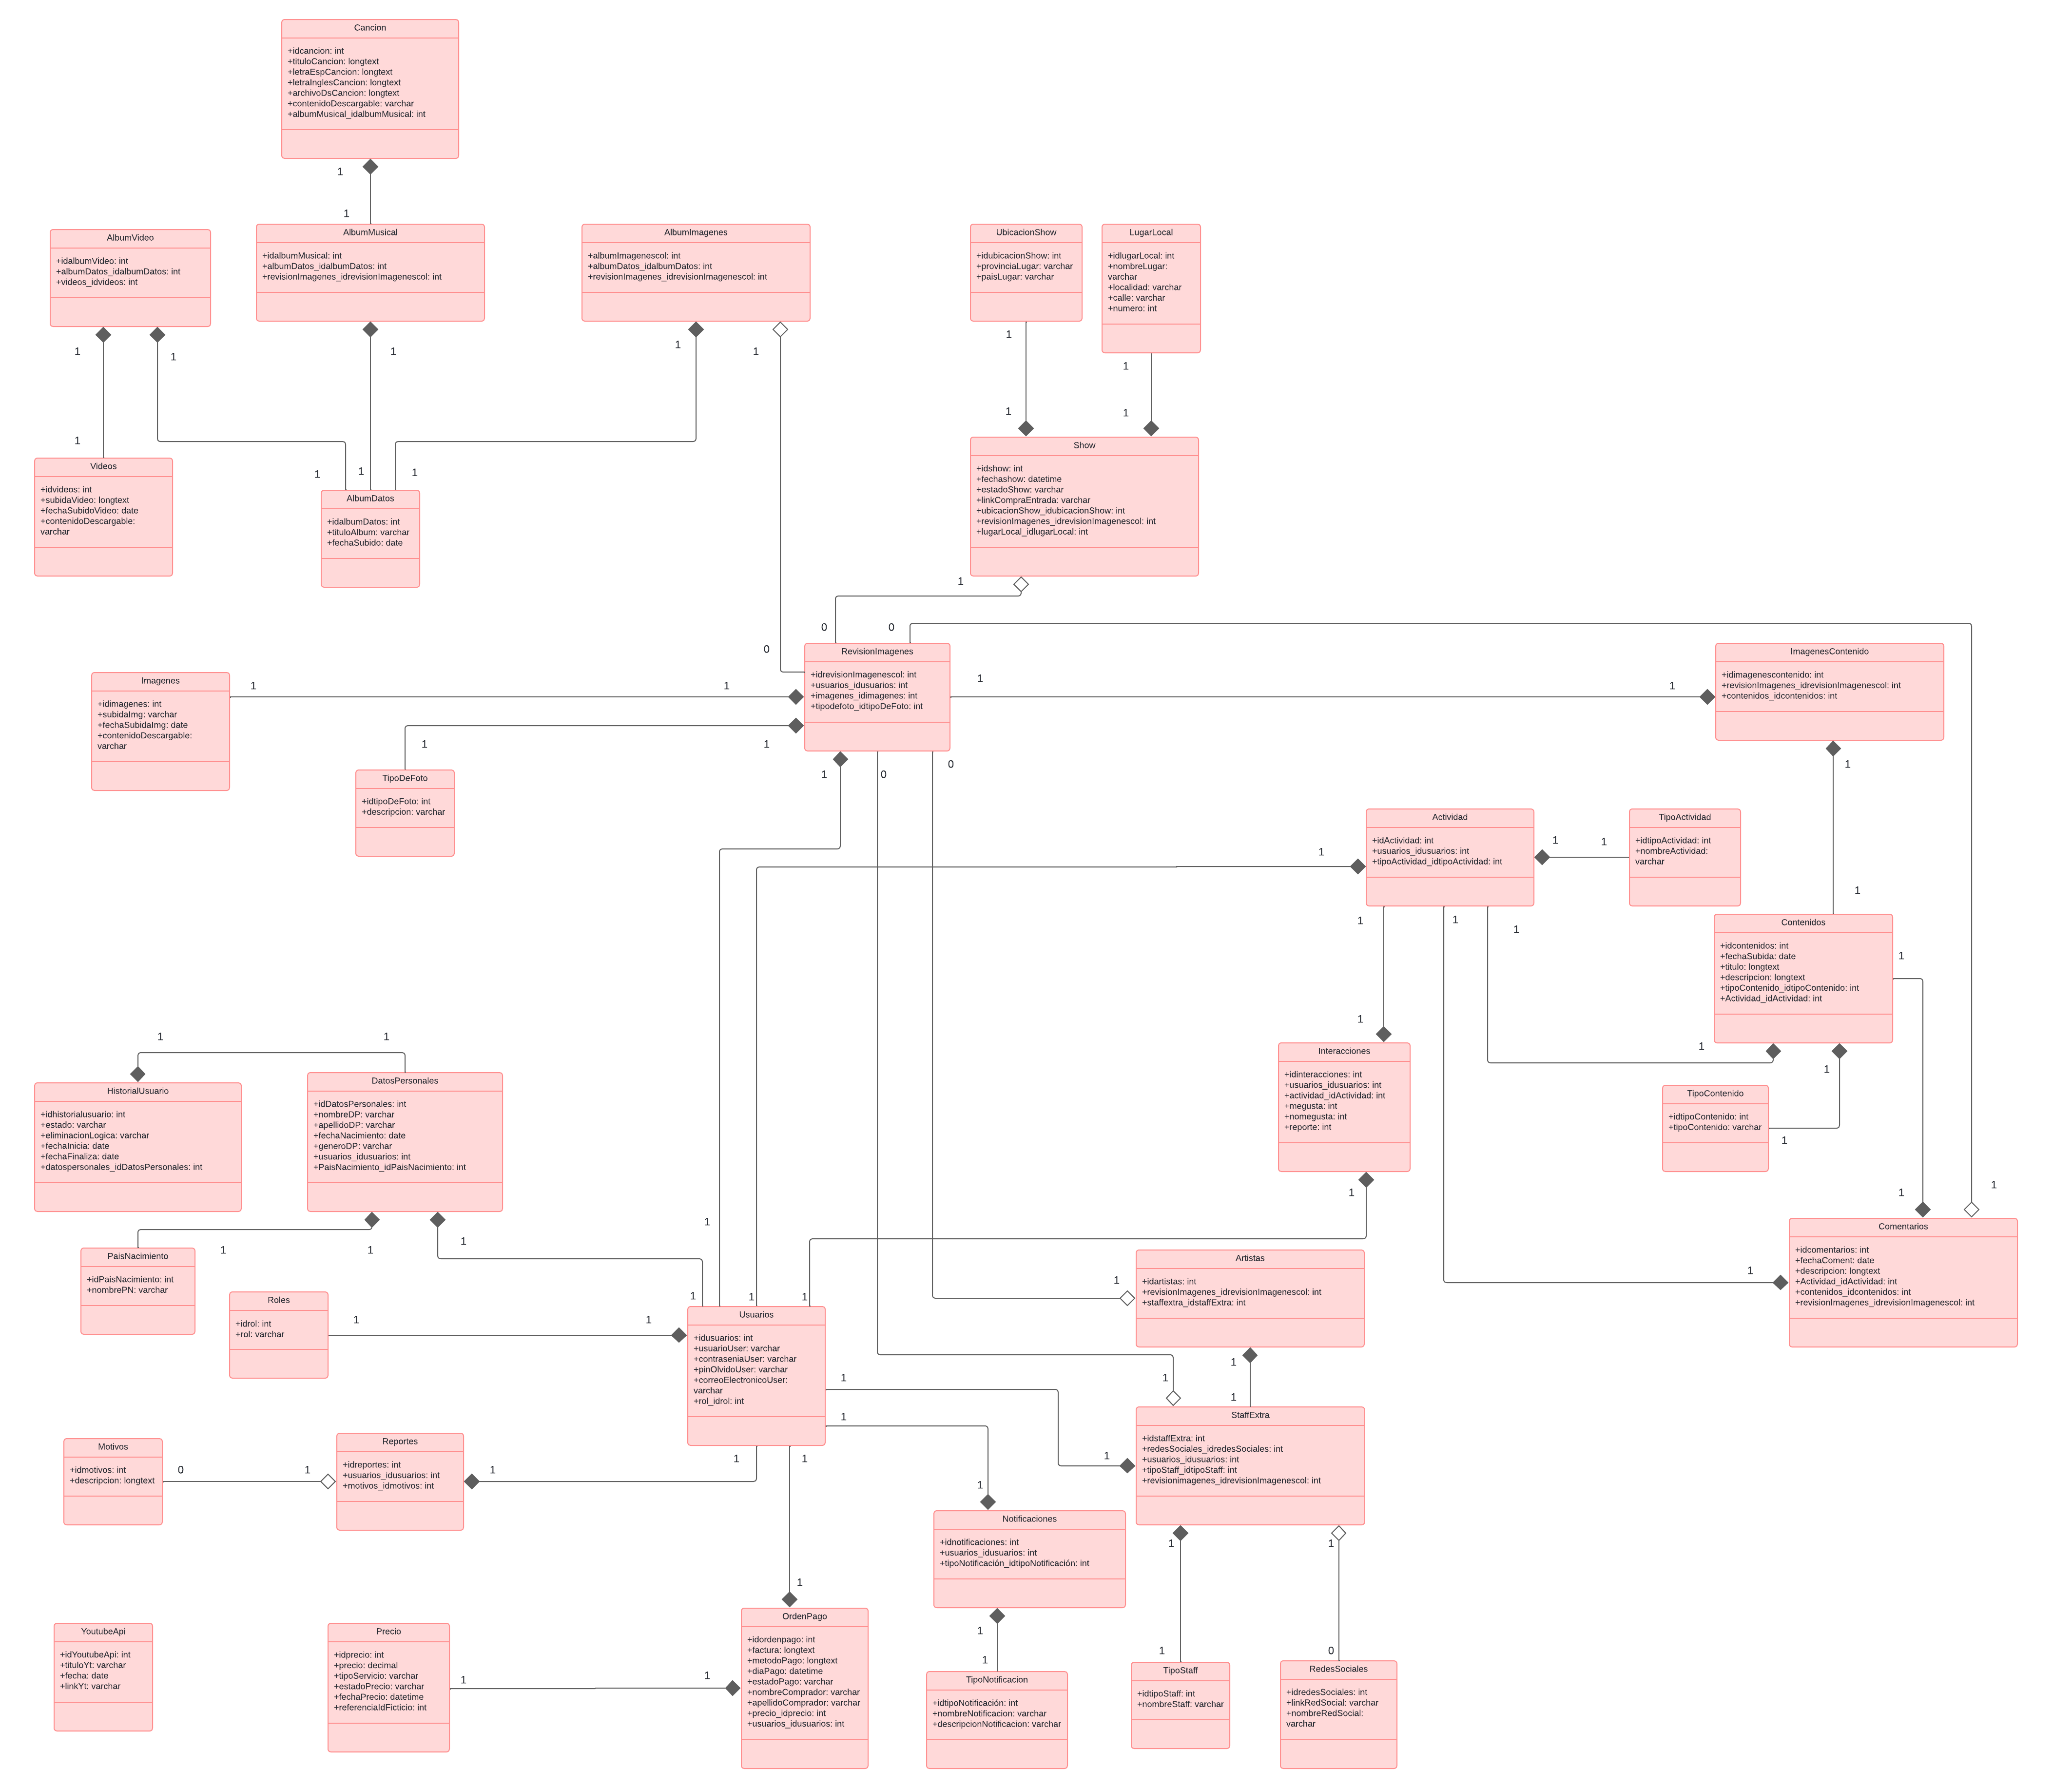 Cancion
+idcancion: int
+tituloCancion: longtext
+letraEspCancion: longtext
+letraInglesCancion: longtext
+archivoDsCancion: longtext
+contenidoDescargable: varchar
+albumMusical_idalbumMusical: int
1
1
AlbumVideo
+idalbumVideo: int
+albumDatos_idalbumDatos: int
+videos_idvideos: int
AlbumMusical
+idalbumMusical: int
+albumDatos_idalbumDatos: int
+revisionImagenes_idrevisionImagenescol: int
AlbumImagenes
+albumImagenescol: int
+albumDatos_idalbumDatos: int
+revisionImagenes_idrevisionImagenescol: int
UbicacionShow
+idubicacionShow: int
+provinciaLugar: varchar
+paisLugar: varchar
LugarLocal
+idlugarLocal: int
+nombreLugar:
varchar
+localidad: varchar
+calle: varchar
+numero: int
1
1
1
1
1
1
1
1
1
1
1
1
1
Videos
+idvideos: int
+subidaVideo: longtext
+fechaSubidoVideo: date
+contenidoDescargable:
varchar
AlbumDatos
+idalbumDatos: int
+tituloAlbum: varchar
+fechaSubido: date
Show
+idshow: int
+fechashow: datetime
+estadoShow: varchar
+linkCompraEntrada: varchar
+ubicacionShow_idubicacionShow: int
+revisionImagenes_idrevisionImagenescol: int
+lugarLocal_idlugarLocal: int
1
0
0
0
Imagenes
+idimagenes: int
+subidaImg: varchar
+fechaSubidaImg: date
+contenidoDescargable:
varchar
1
1
RevisionImagenes
+idrevisionImagenescol: int
+usuarios_idusuarios: int
+imagenes_idimagenes: int
+tipodefoto_idtipoDeFoto: int
1
1
ImagenesContenido
+idimagenescontenido: int
+revisionImagenes_idrevisionImagenescol: int
+contenidos_idcontenidos: int
1
1
1
0
0
1
TipoDeFoto
+idtipoDeFoto: int
+descripcion: varchar
Actividad
+idActividad: int
+usuarios_idusuarios: int
+tipoActividad_idtipoActividad: int
1
1
1
TipoActividad
+idtipoActividad: int
+nombreActividad:
varchar
1
1
1
1
Contenidos
+idcontenidos: int
+fechaSubida: date
+titulo: longtext
+descripcion: longtext
+tipoContenido_idtipoContenido: int
+Actividad_idActividad: int
1
1
1
1
1
1
HistorialUsuario
+idhistorialusuario: int
+estado: varchar
+eliminacionLogica: varchar
+fechaInicia: date
+fechaFinaliza: date
+datospersonales_idDatosPersonales: int
DatosPersonales
+idDatosPersonales: int
+nombreDP: varchar
+apellidoDP: varchar
+fechaNacimiento: date
+generoDP: varchar
+usuarios_idusuarios: int
+PaisNacimiento_idPaisNacimiento: int
Interacciones
+idinteracciones: int
+usuarios_idusuarios: int
+actividad_idActividad: int
+megusta: int
+nomegusta: int
+reporte: int
TipoContenido
+idtipoContenido: int
+tipoContenido: varchar
1
1
1
1
1
1
1
1
PaisNacimiento
+idPaisNacimiento: int
+nombrePN: varchar
Artistas
+idartistas: int
+revisionImagenes_idrevisionImagenescol: int
+staffextra_idstaffExtra: int
1
1
Comentarios
+idcomentarios: int
+fechaComent: date
+descripcion: longtext
+Actividad_idActividad: int
+contenidos_idcontenidos: int
+revisionImagenes_idrevisionImagenescol: int
Roles
+idrol: int
+rol: varchar
1
1
1
1
1
Usuarios
+idusuarios: int
+usuarioUser: varchar
+contraseniaUser: varchar
+pinOlvidoUser: varchar
+correoElectronicoUser:
varchar
+rol_idrol: int
1
1
1
1
1
StaffExtra
+idstaffExtra: int
+redesSociales_idredesSociales: int
+usuarios_idusuarios: int
+tipoStaff_idtipoStaff: int
+revisionimagenes_idrevisionImagenescol: int
Motivos
+idmotivos: int
+descripcion: longtext
0
1
Reportes
+idreportes: int
+usuarios_idusuarios: int
+motivos_idmotivos: int
1
1
1
1
1
Notificaciones
+idnotificaciones: int
+usuarios_idusuarios: int
+tipoNotificación_idtipoNotificación: int
1
1
1
1
YoutubeApi
+idYoutubeApi: int
+tituloYt: varchar
+fecha: date
+linkYt: varchar
Precio
+idprecio: int
+precio: decimal
+tipoServicio: varchar
+estadoPrecio: varchar
+fechaPrecio: datetime
+referenciaIdFicticio: int
1
1
OrdenPago
+idordenpago: int
+factura: longtext
+metodoPago: longtext
+diaPago: datetime
+estadoPago: varchar
+nombreComprador: varchar
+apellidoComprador: varchar
+precio_idprecio: int
+usuarios_idusuarios: int
1
1
0
TipoNotificacion
+idtipoNotificación: int
+nombreNotificacion: varchar
+descripcionNotificacion: varchar
TipoStaff
+idtipoStaff: int
+nombreStaff: varchar
RedesSociales
+idredesSociales: int
+linkRedSocial: varchar
+nombreRedSocial:
varchar